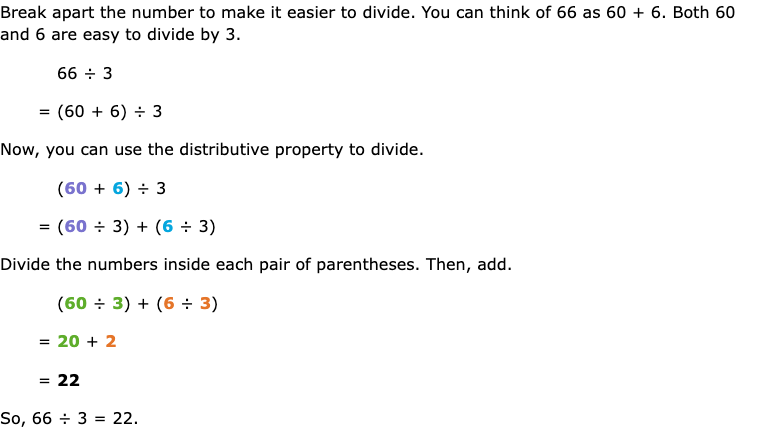 Break apart the number to make it easier to divide. You can think of 66 as 60 + 6. Both 60
and 6 are easy to divide by 3.
66 ÷ 3
= (60 + 6) ÷ 3
Now, you can use the distributive property to divide.
(60 + 6) ÷ 3
= (60 ÷ 3) + (6 ÷ 3)
Divide the numbers inside each pair of parentheses. Then, add.
(60 ÷ 3) + (6 ÷ 3)
= 20 + 2
= 22
So, 66 ÷ 3 = 22.